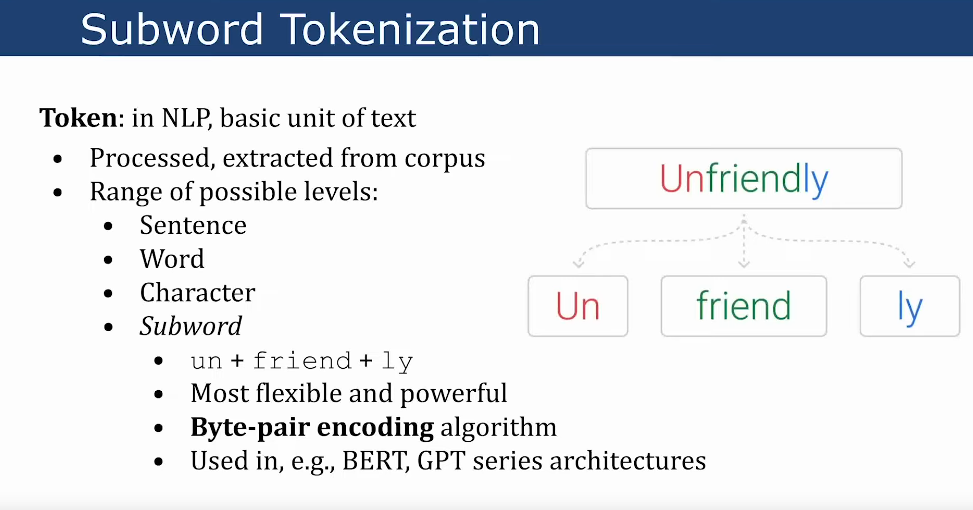 Subword Tokenization
Token: in NLP, basic unit of text
• Processed, extracted from corpus
• Range of possible levels:
• Sentence
• Word
• Character
• Subword
• un + friend + ly
• Most flexible and powerful
• Byte-pair encoding algorithm
• Used in, e.g., BERT, GPT series architectures
Unfriendly
Un friend ly